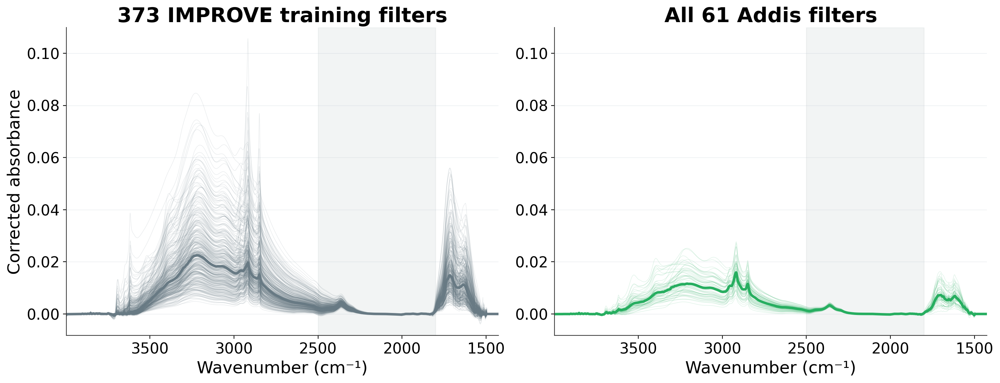 373 IMPROVE training filters
Corrected absorbance
0.10
0.08
0.06
0.04
0.02
0.00
3500 3000 2500 2000 1500
Wavenumber (cm⁻¹)
All 61 Addis filters
0.10
0.08
0.06
0.04
0.02
0.00
3500 3000 2500 2000 1500
Wavenumber (cm⁻¹)